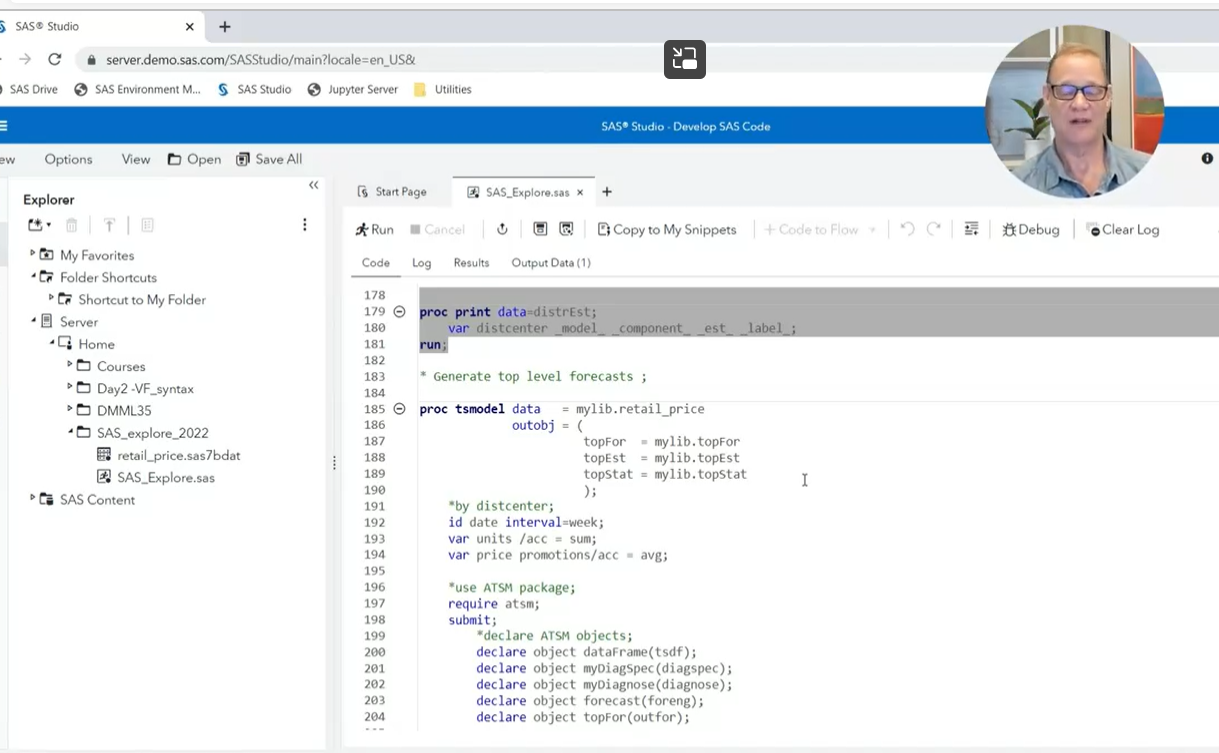 SAS® Studio
server.demo.sas.com/SASStudio/main?locale=en_US&
SAS Drive SAS Environment M... SAS Studio Jupyter Server Utilities
SAS® Studio - Develop SAS Code
ew Options View Open Save All
Explorer
My Favorites
Folder Shortcuts
Shortcut to My Folder
Server
Home
Courses
Day2 -VF_syntax
DMML35
SAS_explore_2022
retail_price.sas7bdat
SAS_Explore.sas
SAS Content
Start Page SAS_Explore.sas
Run Cancel Copy to My Snippets Code to Flow Debug Clear Log
Code Log Results Output Data (1)
178
179 proc print data=distrEst;
180 var distcenter _model_ _component_ _est_ _label_;
181 run;
182
183 * Generate top level forecasts ;
184
185 proc tsmodel data = mylib.retail_price
186 outobj = (
187 topFor = mylib.topFor
188 topEst = mylib.topEst
189 topStat = mylib.topStat
190 );
191 *by distcenter;
192 id date interval=week;
193 var units /acc = sum;
194 var price promotions/acc = avg;
195
196 *use ATSM package;
197 require atsm;
198 submit;
199 *declare ATSM objects;
200 declare object dataFrame(tsdf);
201 declare object myDiagSpec(diagspec);
202 declare object myDiagnose(diagnose);
203 declare object forecast(foreng);
204 declare object topFor(outfor);